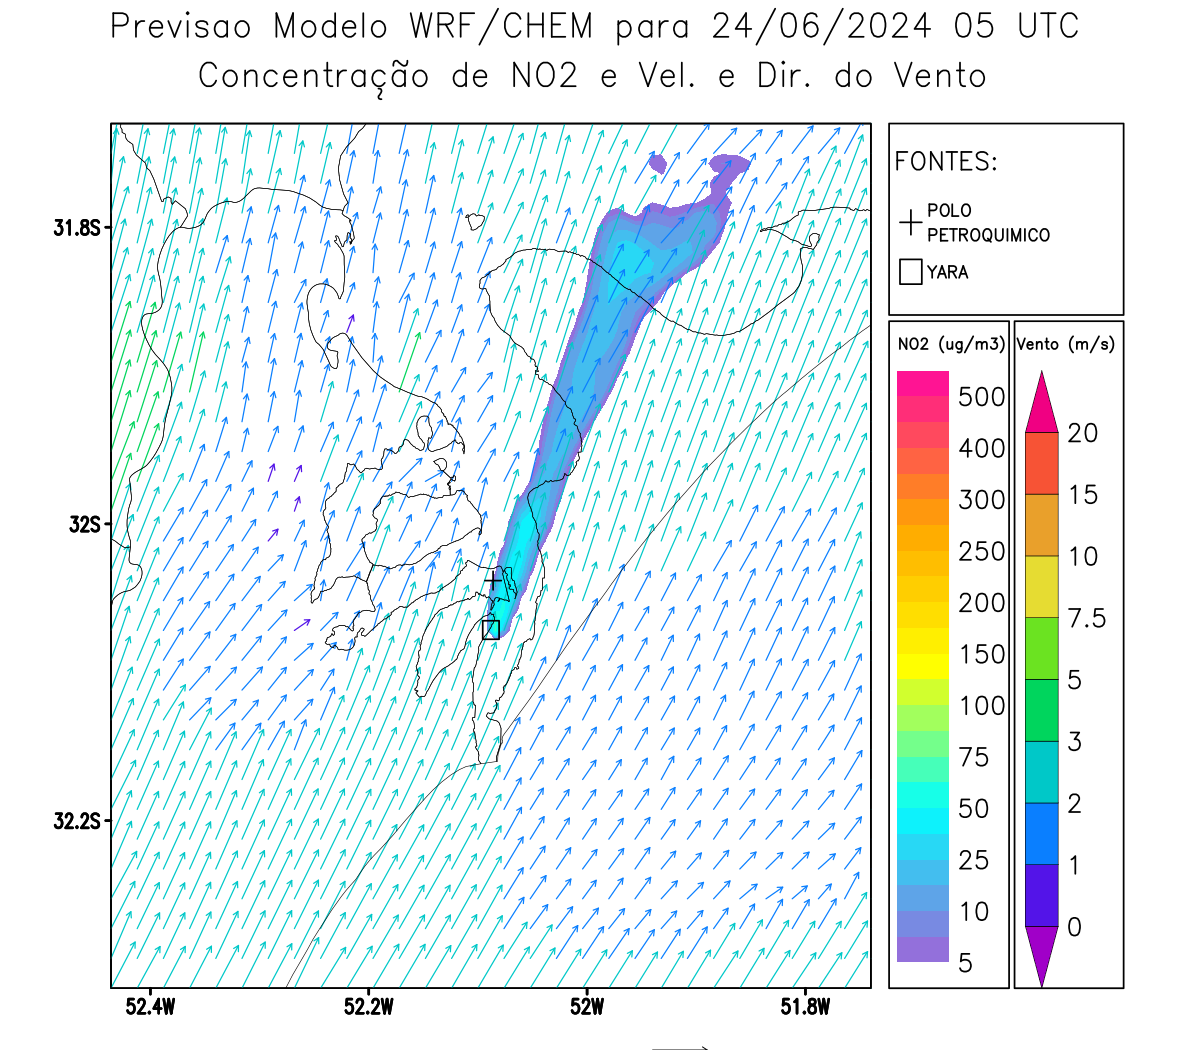 Previsao Modelo WRF/CHEM para 24/06/2024 05 UTC
Concentração de NO2 e Vel. e Dir. do Vento
FONTES:
POLO
PETROQUIMICO
YARA
NO2 (ug/m3)
500
400
300
250
200
150
100
75
50
25
10
5
Vento (m/s)
20
15
10
7.5
5
3
2
1
0
31.8S
32S
32.2S
52.4W
52.2W
52W
51.8W